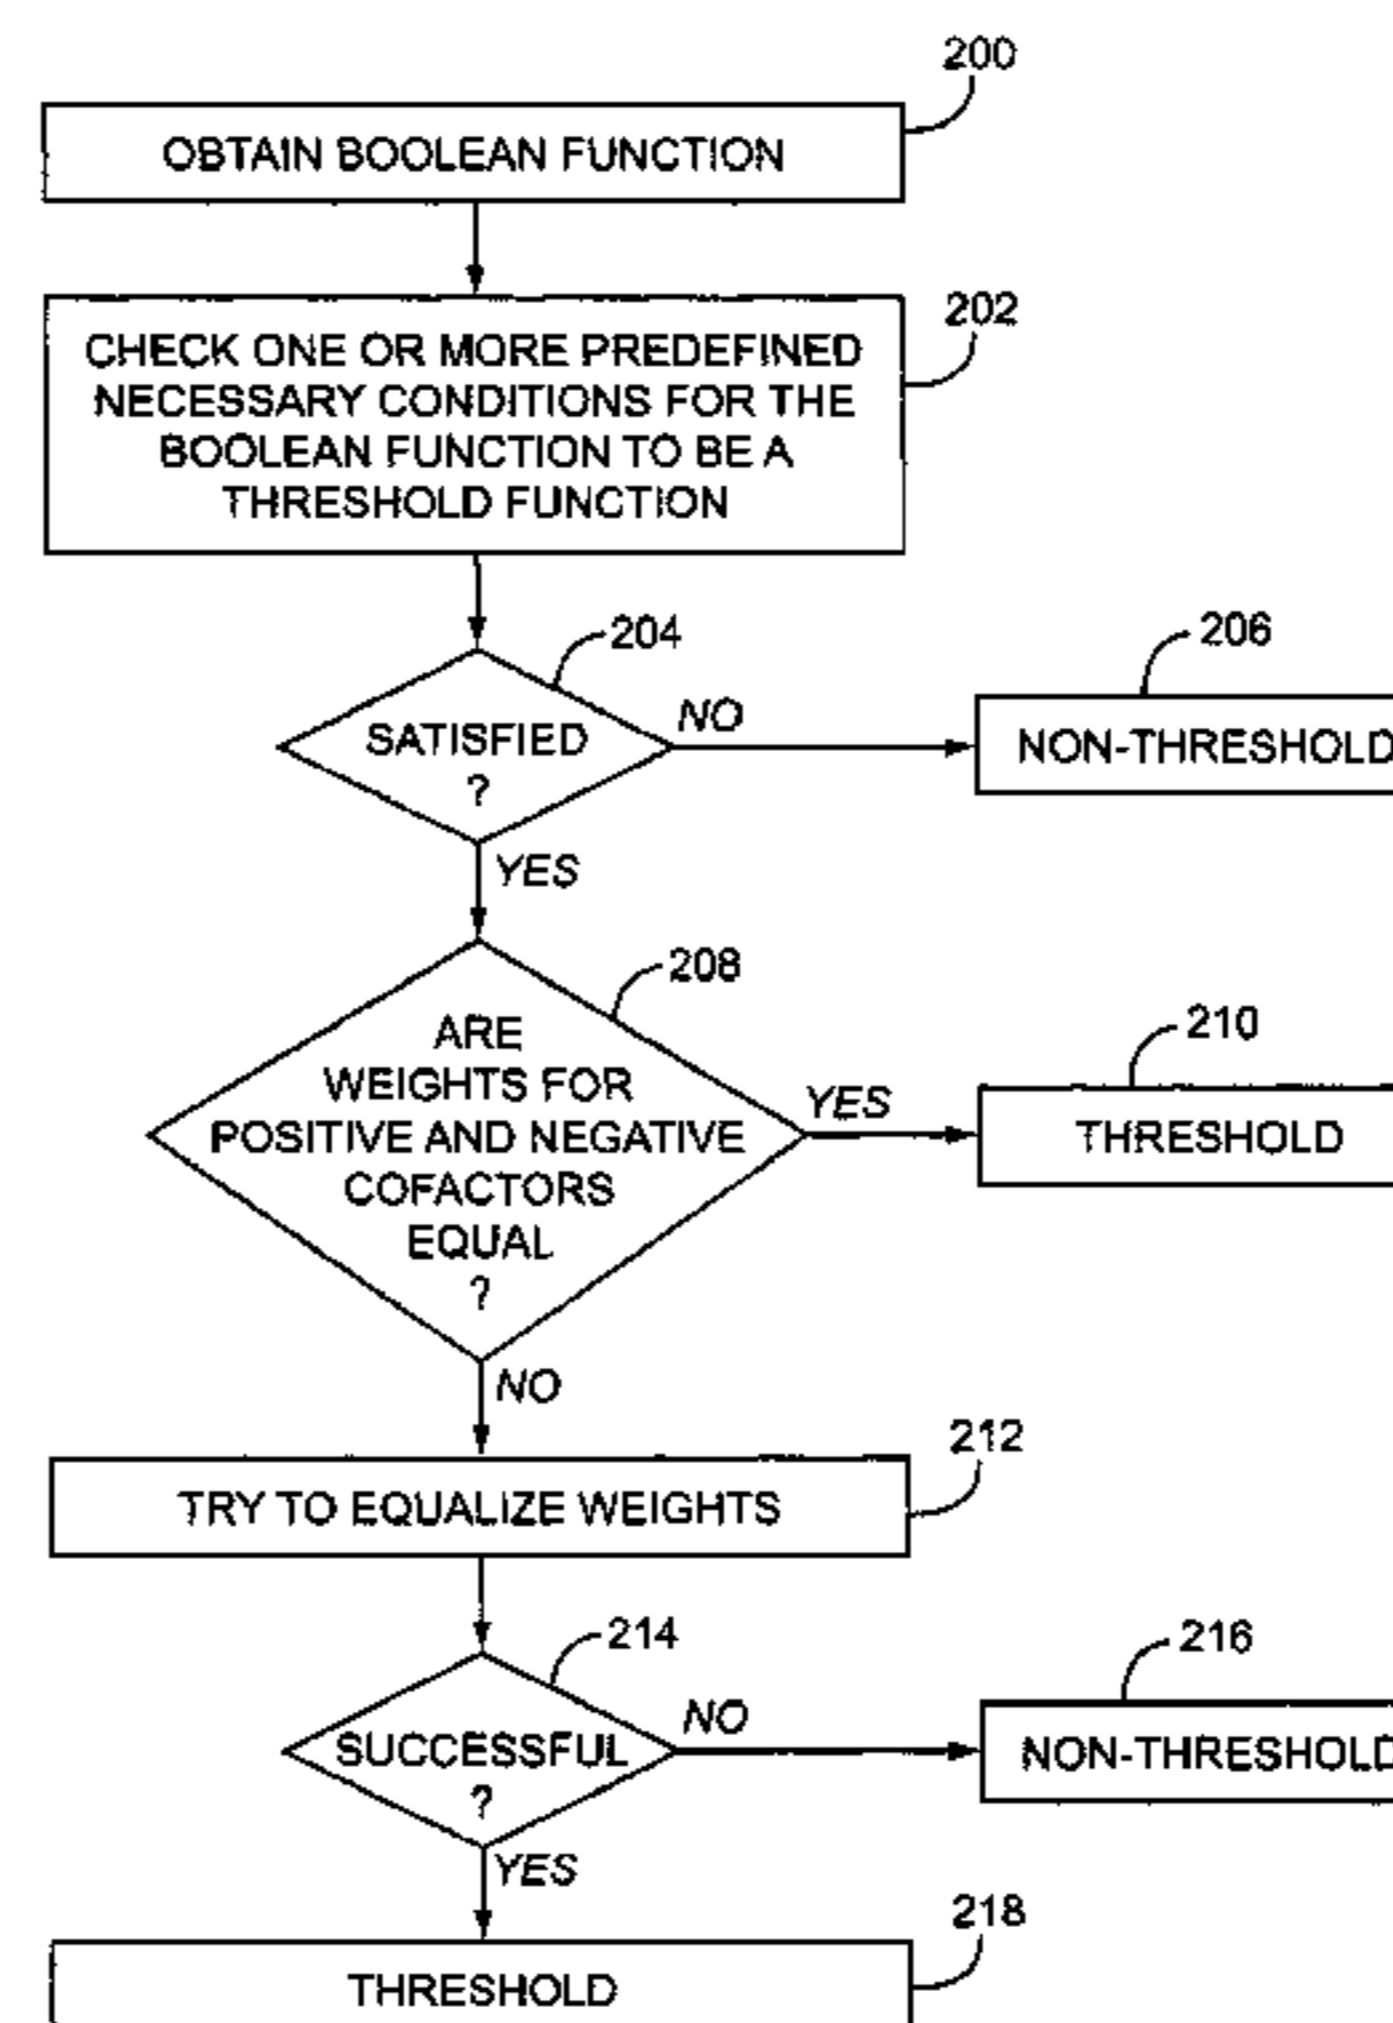 200
OBTAIN BOOLEAN FUNCTION
202
CHECK ONE OR MORE PREDEFINED
NECESSARY CONDITIONS FOR THE
BOOLEAN FUNCTION TO BE A
THRESHOLD FUNCTION
204
SATISFIED
?
NO
206
NON-THRESHOLD
YES
208
ARE
WEIGHTS FOR
POSITIVE AND NEGATIVE
COFACTORS
EQUAL
?
YES
210
THRESHOLD
NO
212
TRY TO EQUALIZE WEIGHTS
214
SUCCESSFUL
?
NO
216
NON-THRESHOLD
YES
218
THRESHOLD